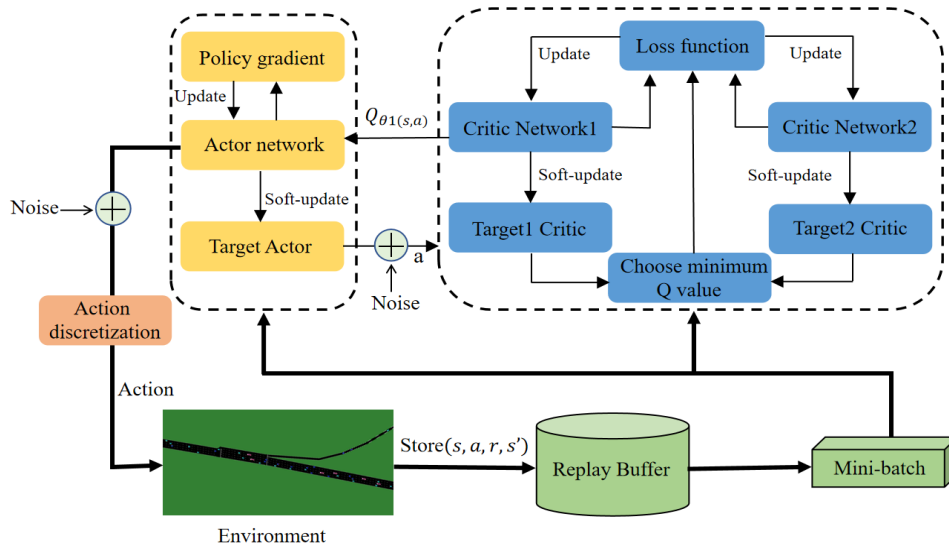 Policy gradient
Update
Actor network
Soft-update
Target Actor
Noise
Noise
a
Q_{θ1(s,a)}
Loss function
Update
Update
Critic Network1
Critic Network2
Soft-update
Soft-update
Target1 Critic
Target2 Critic
Choose minimum
Q value
Action
discretization
Action
Store(s, a, r, s’)
Replay Buffer
Mini-batch
Environment